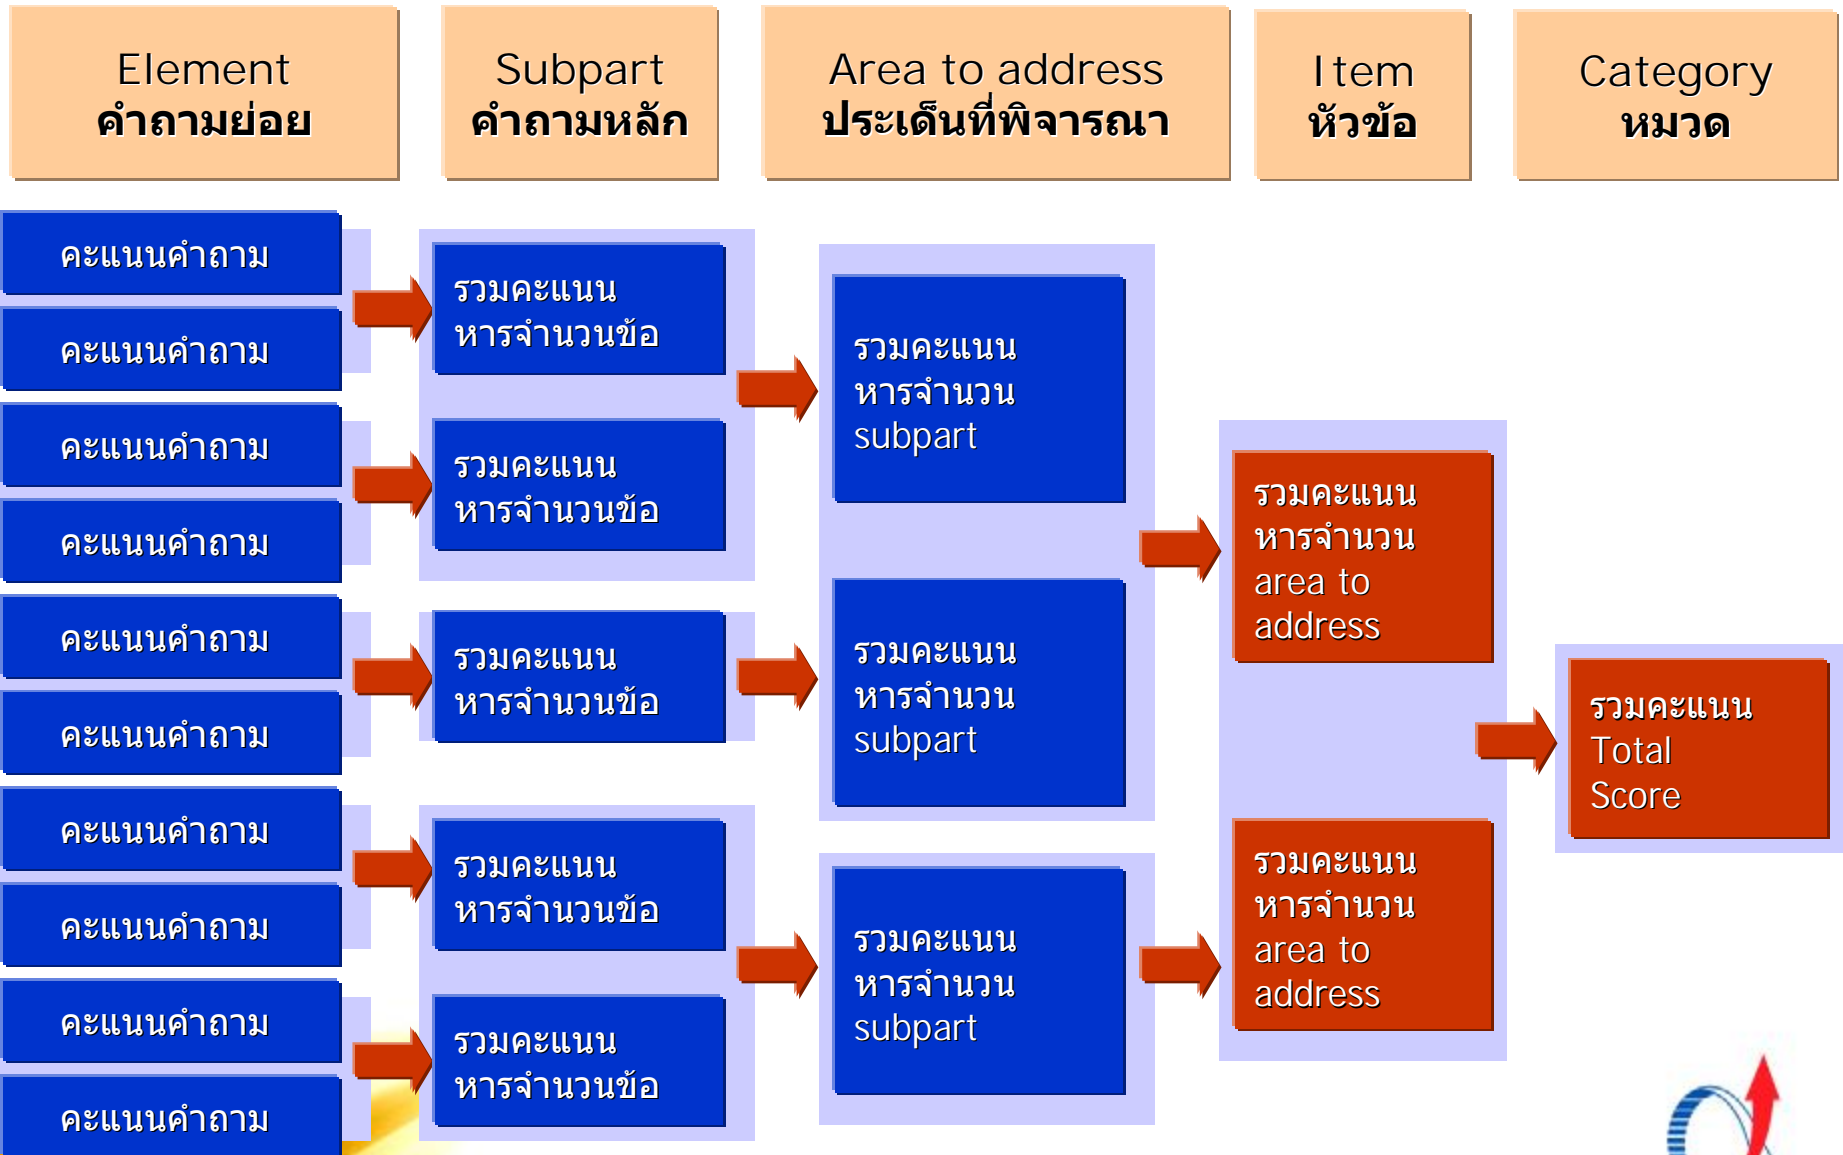 Element
คำถามย่อย
Subpart
คำถามหลัก
Area to address
ประเด็นที่พิจารณา
Item
หัวข้อ
Category
หมวด
คะแนนคำถาม
คะแนนคำถาม
คะแนนคำถาม
คะแนนคำถาม
คะแนนคำถาม
คะแนนคำถาม
คะแนนคำถาม
คะแนนคำถาม
คะแนนคำถาม
คะแนนคำถาม
รวมคะแนน
หารจำนวนข้อ
รวมคะแนน
หารจำนวนข้อ
รวมคะแนน
หารจำนวนข้อ
รวมคะแนน
หารจำนวนข้อ
รวมคะแนน
หารจำนวนข้อ
รวมคะแนน
หารจำนวน
subpart
รวมคะแนน
หารจำนวน
subpart
รวมคะแนน
หารจำนวน
subpart
รวมคะแนน
หารจำนวน
area to
address
รวมคะแนน
หารจำนวน
area to
address
รวมคะแนน
Total
Score